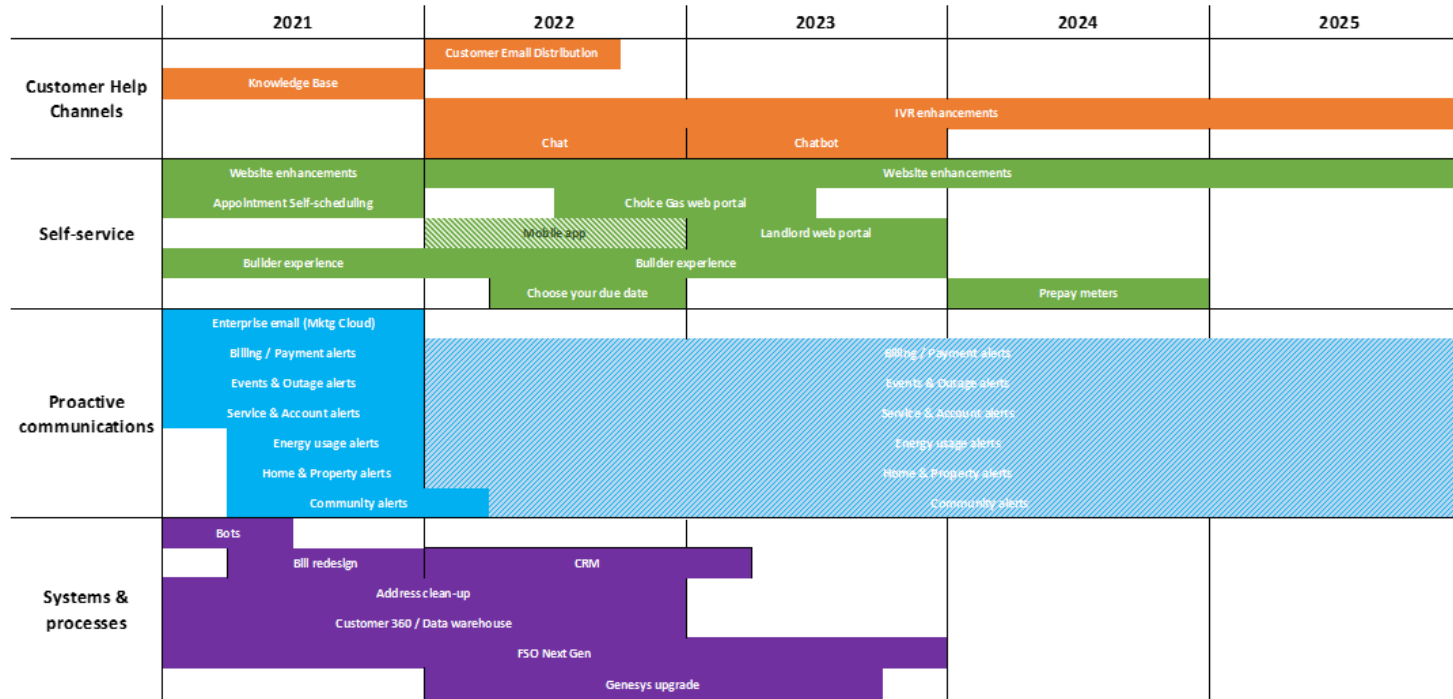 2021 2022 2023 2024 2025
Customer Help
Channels
Customer Email Distribution
Knowledge Base
IVR enhancements
Chat Chatbot
Self-service
Website enhancements Website enhancements
Appointment Self-scheduling Choice Gas web portal
Mobile app Landlord web portal
Builder experience Builder experience
Choose your due date Prepay meters
Proactive
communications
Enterprise email (Mktg Cloud)
Billing / Payment alerts Billing / Payment alerts
Events & Outage alerts Events & Outage alerts
Service & Account alerts Service & Account alerts
Energy usage alerts Energy usage alerts
Home & Property alerts Home & Property alerts
Community alerts Community alerts
Systems &
processes
Bots
Bill redesign CRM
Address clean-up
Customer 360 / Data warehouse
FSO Next Gen
Genesys upgrade